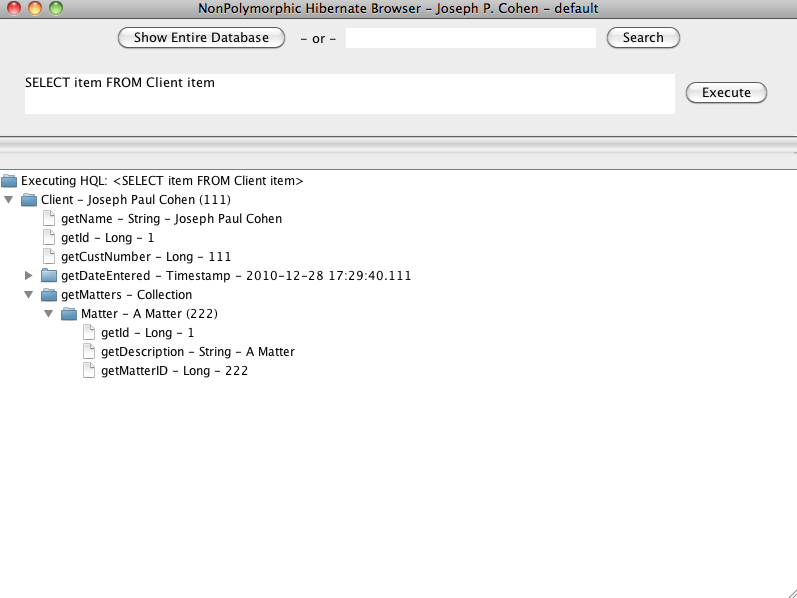 NonPolymorphic Hibernate Browser – Joseph P. Cohen – default
Show Entire Database – or – Search
SELECT item FROM Client item
Execute
Executing HQL: <SELECT item FROM Client item>
Client – Joseph Paul Cohen (111)
getName – String – Joseph Paul Cohen
getId – Long – 1
getCustNumber – Long – 111
getDateEntered – Timestamp – 2010-12-28 17:29:40.111
getMatters – Collection
Matter – A Matter (222)
getId – Long – 1
getDescription – String – A Matter
getMatterID – Long – 222